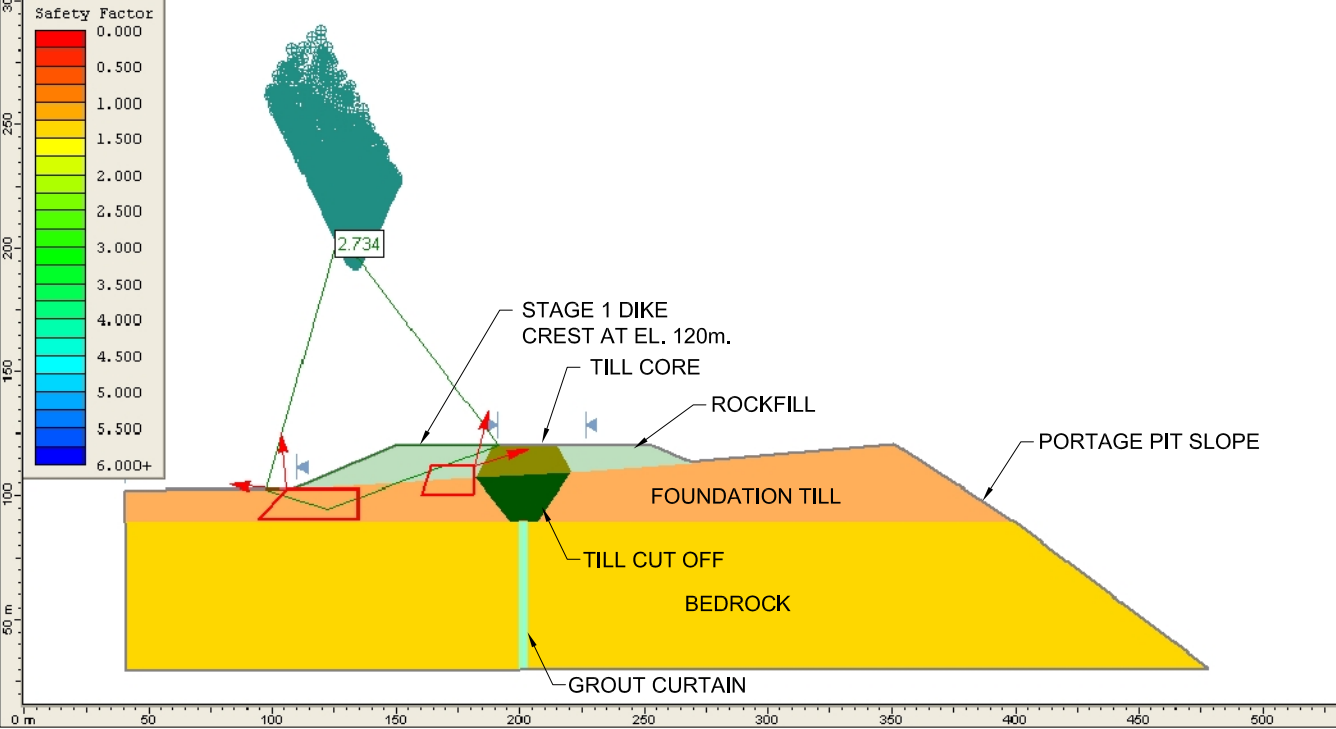 Safety Factor
0.000
0.500
1.000
1.500
2.000
2.500
3.000
3.500
4.000
4.500
5.000
5.500
6.000+
250
200
150
100
50 m
2.734
STAGE 1 DIKE
CREST AT EL. 120m.
TILL CORE
ROCKFILL
PORTAGE PIT SLOPE
FOUNDATION TILL
TILL CUT OFF
BEDROCK
GROUT CURTAIN
0 m
50
100
150
200
250
300
350
400
450
500